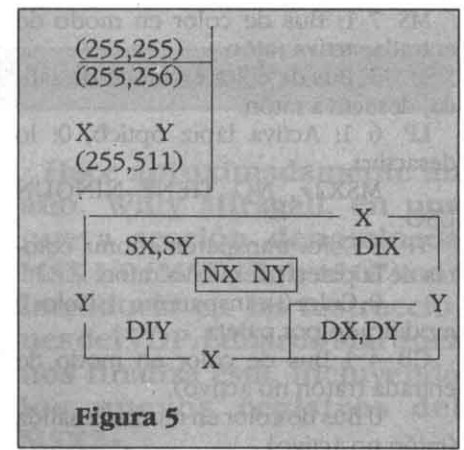 (255,255)
(255,256)
X Y
(255,511)
X
SX,SY DIX
NX NY
Y
DIY DX,DY
X
Figura 5